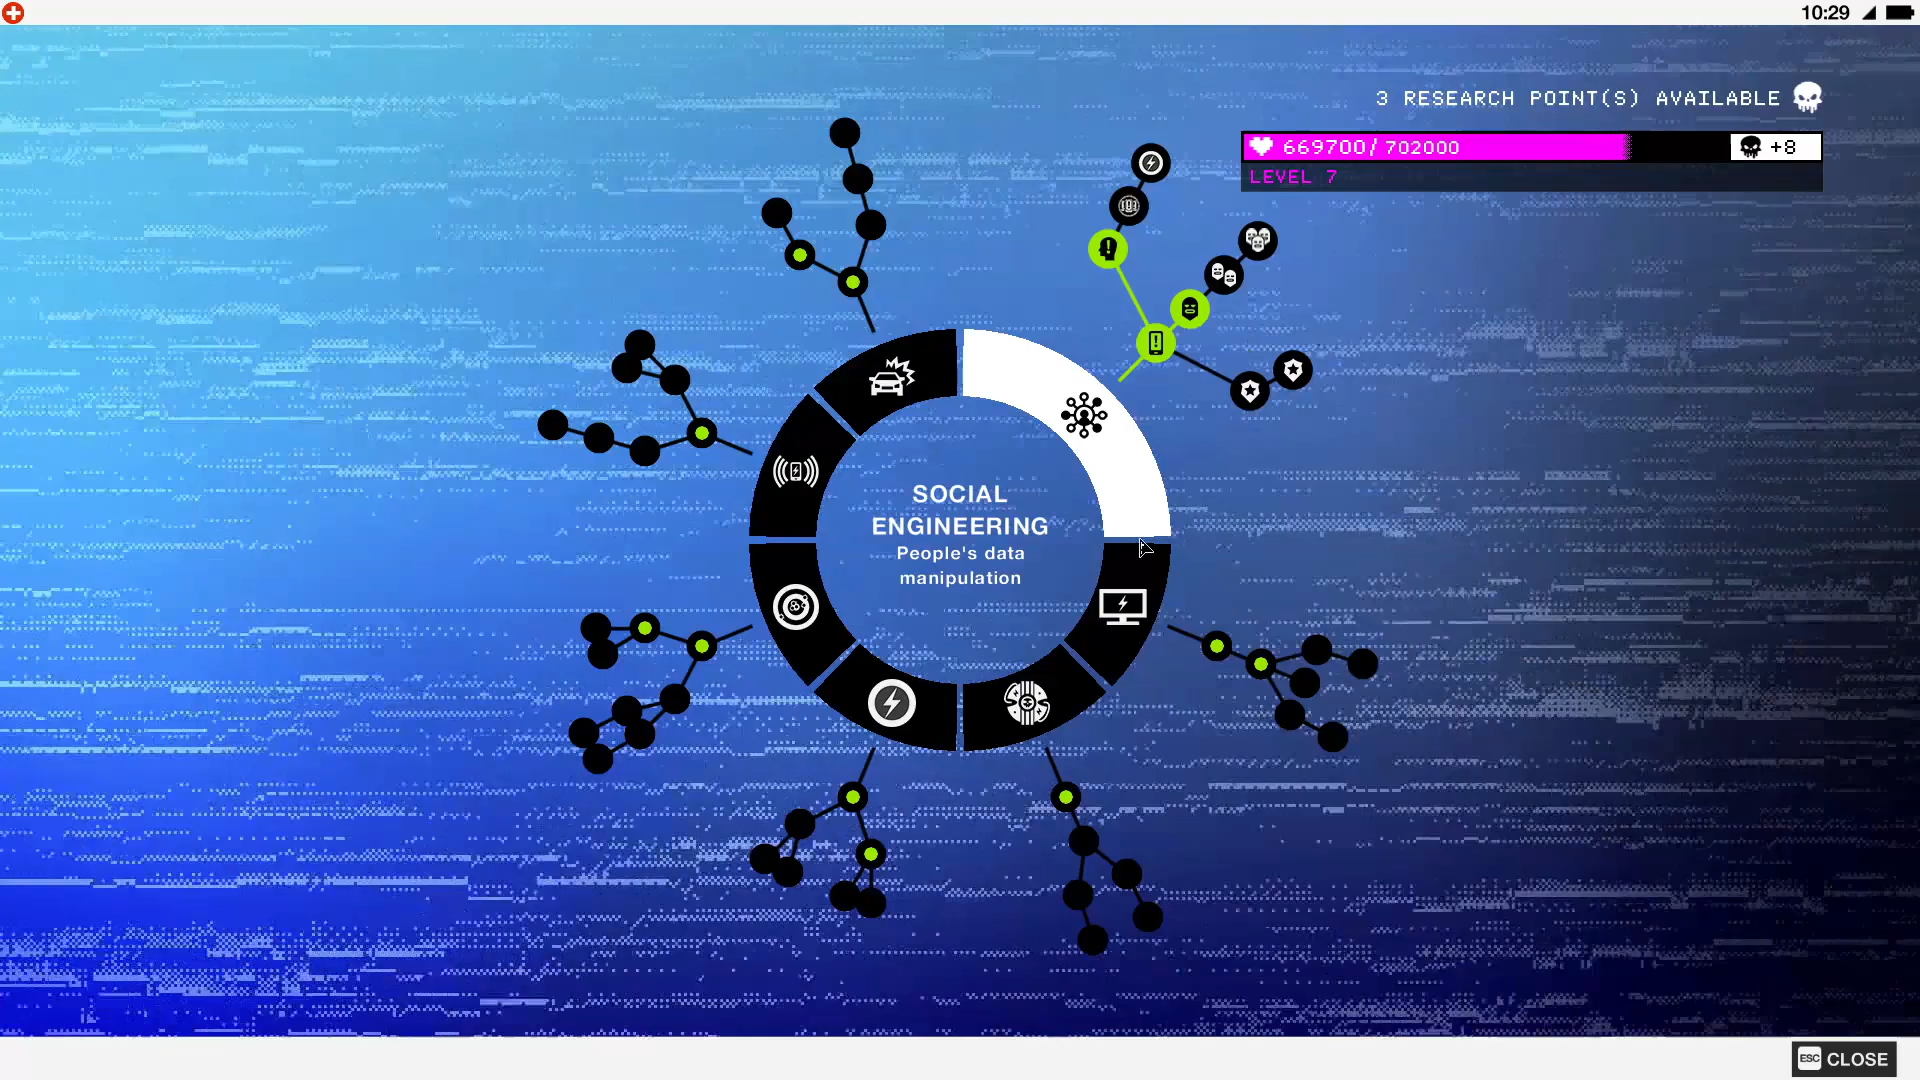 10:29
3 RESEARCH POINT(S) AVAILABLE
669700/702000
+8
LEVEL 7
SOCIAL
ENGINEERING
People's data
manipulation
ESC CLOSE